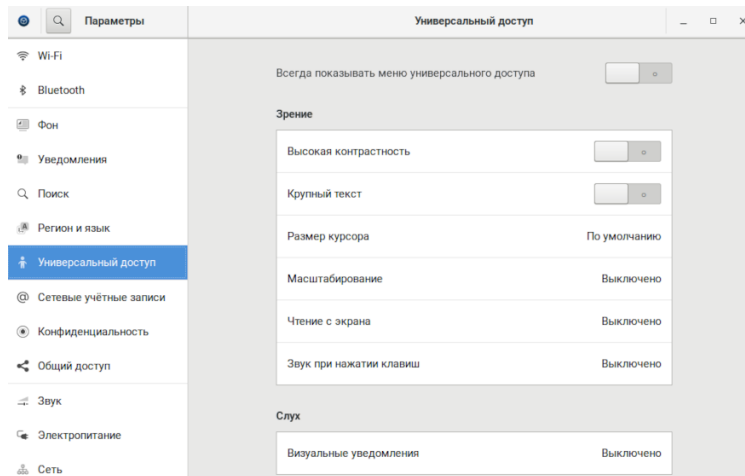 Параметры
Универсальный доступ
Wi-Fi
Bluetooth
Фон
Уведомления
Поиск
Регион и язык
Универсальный доступ
Сетевые учётные записи
Конфиденциальность
Общий доступ
Звук
Электропитание
Сеть
Всегда показывать меню универсального доступа
Зрение
Высокая контрастность
Крупный текст
Размер курсора По умолчанию
Масштабирование Выключено
Чтение с экрана Выключено
Звук при нажатии клавиш Выключено
Слух
Визуальные уведомления Выключено